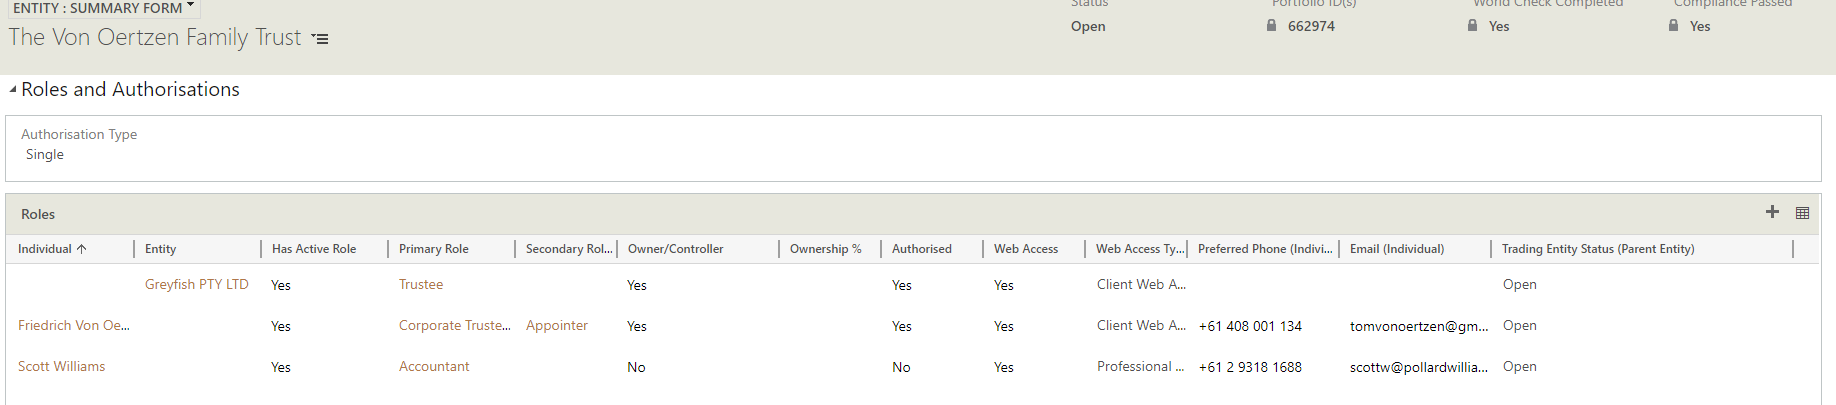 ENTITY : SUMMARY FORM
Status Portfolio ID(s) World Check Completed Compliance Passed
The Von Oertzen Family Trust
Open 662974 Yes Yes
Roles and Authorisations
Authorisation Type
Single
Roles
Individual Entity Has Active Role Primary Role Secondary Rol... Owner/Controller Ownership % Authorised Web Access Web Access Ty... Preferred Phone (Indivi... Email (Individual) Trading Entity Status (Parent Entity)
Greyfish PTY LTD Yes Trustee Yes Yes Yes Client Web A... Open
Friedrich Von Oe... Yes Corporate Truste... Appointer Yes Yes Yes Client Web A... +61 408 001 134 tomvonoertzen@gm... Open
Scott Williams Yes Accountant No No Yes Professional ... +61 2 9318 1688 scottw@pollardwillia... Open